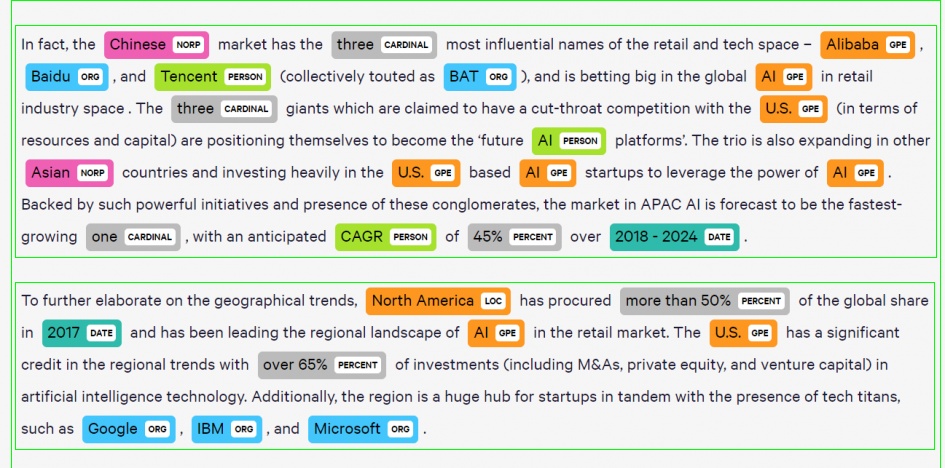 In fact, the Chinese NORP market has the three CARDINAL most influential names of the retail and tech space – Alibaba GPE ,
Baidu ORG , and Tencent PERSON (collectively touted as BAT ORG ), and is betting big in the global AI GPE in retail
industry space . The three CARDINAL giants which are claimed to have a cut-throat competition with the U.S. GPE (in terms of
resources and capital) are positioning themselves to become the ‘future AI PERSON platforms’. The trio is also expanding in other
Asian NORP countries and investing heavily in the U.S. GPE based AI GPE startups to leverage the power of AI GPE .
Backed by such powerful initiatives and presence of these conglomerates, the market in APAC AI is forecast to be the fastest-
growing one CARDINAL , with an anticipated CAGR PERSON of 45% PERCENT over 2018 - 2024 DATE .
To further elaborate on the geographical trends, North America LOC has procured more than 50% PERCENT of the global share
in 2017 DATE and has been leading the regional landscape of AI GPE in the retail market. The U.S. GPE has a significant
credit in the regional trends with over 65% PERCENT of investments (including M&As, private equity, and venture capital) in
artificial intelligence technology. Additionally, the region is a huge hub for startups in tandem with the presence of tech titans,
such as Google ORG , IBM ORG , and Microsoft ORG .